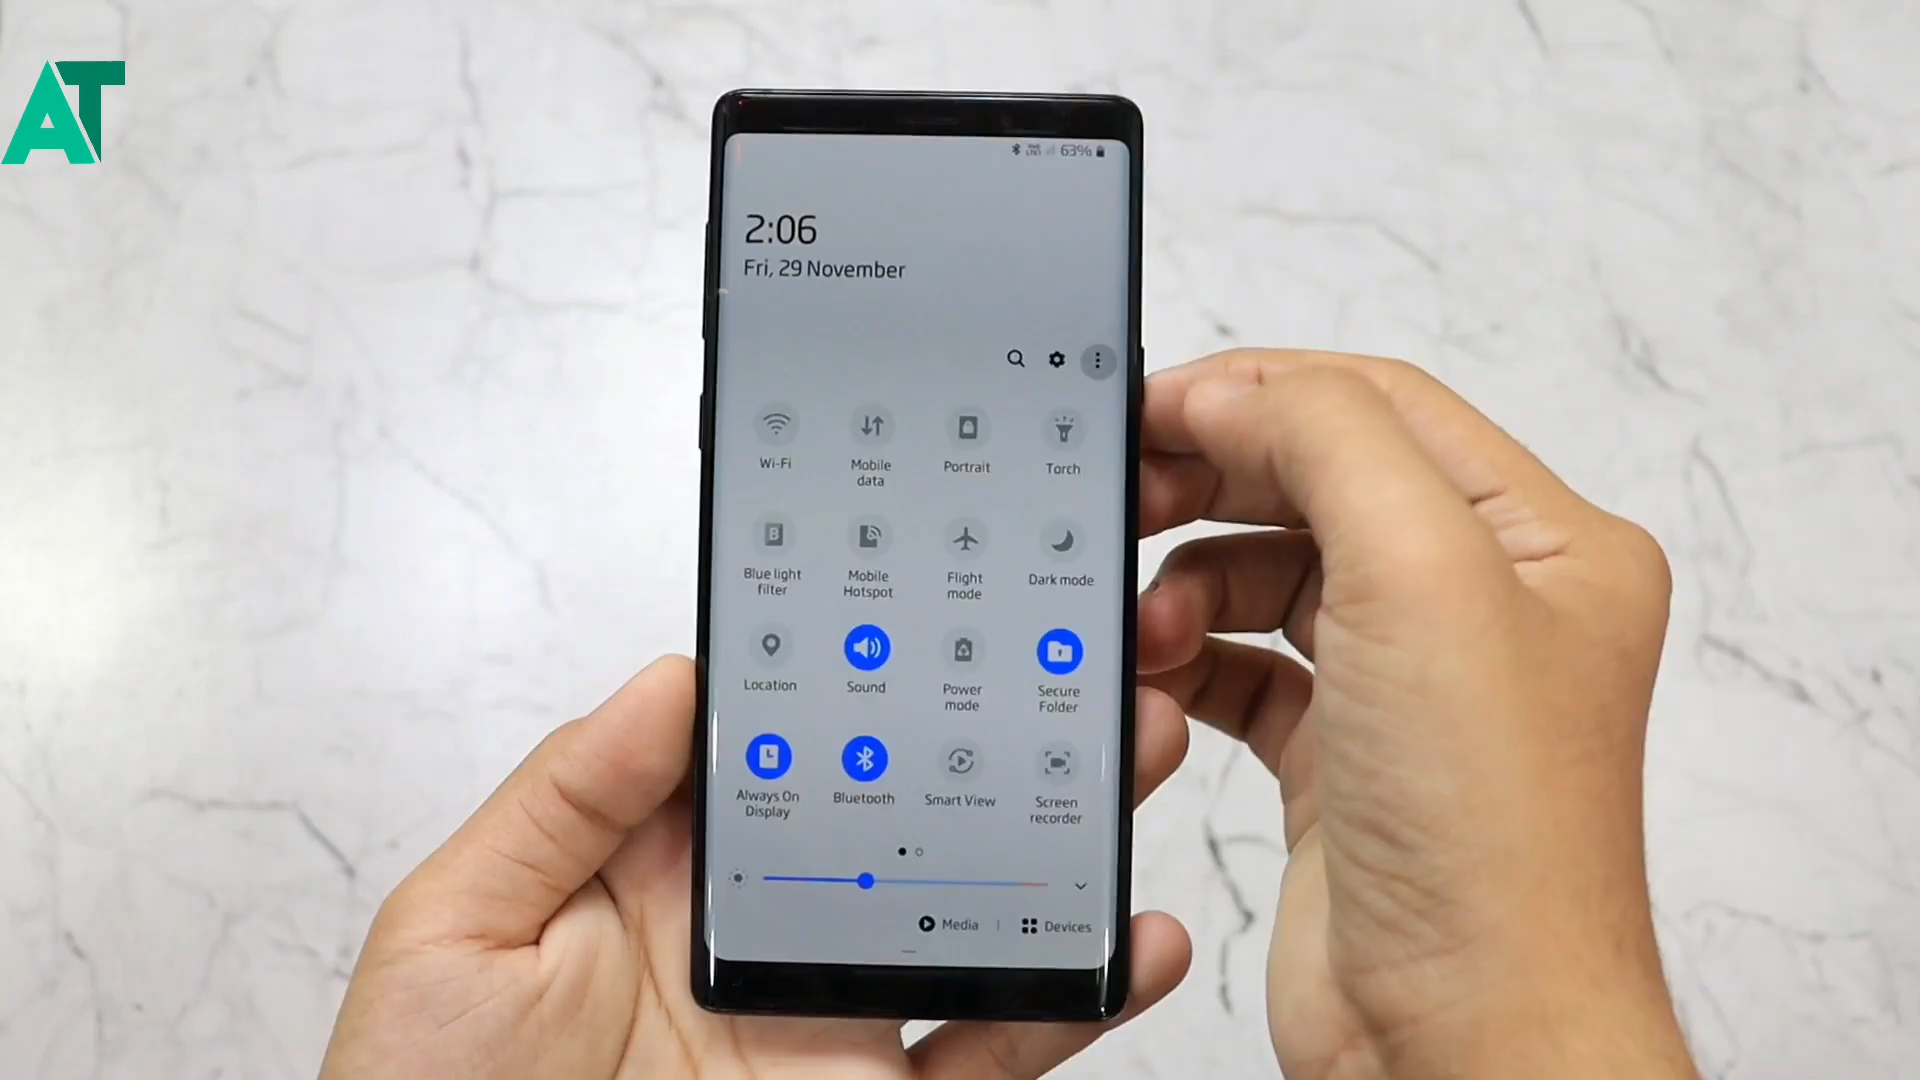 AT
63%
2:06
Fri, 29 November
Wi-Fi
Mobile data
Portrait
Torch
Blue light filter
Mobile Hotspot
Flight mode
Dark mode
Location
Sound
Power mode
Secure Folder
Always On Display
Bluetooth
Smart View
Screen recorder
Media | Devices